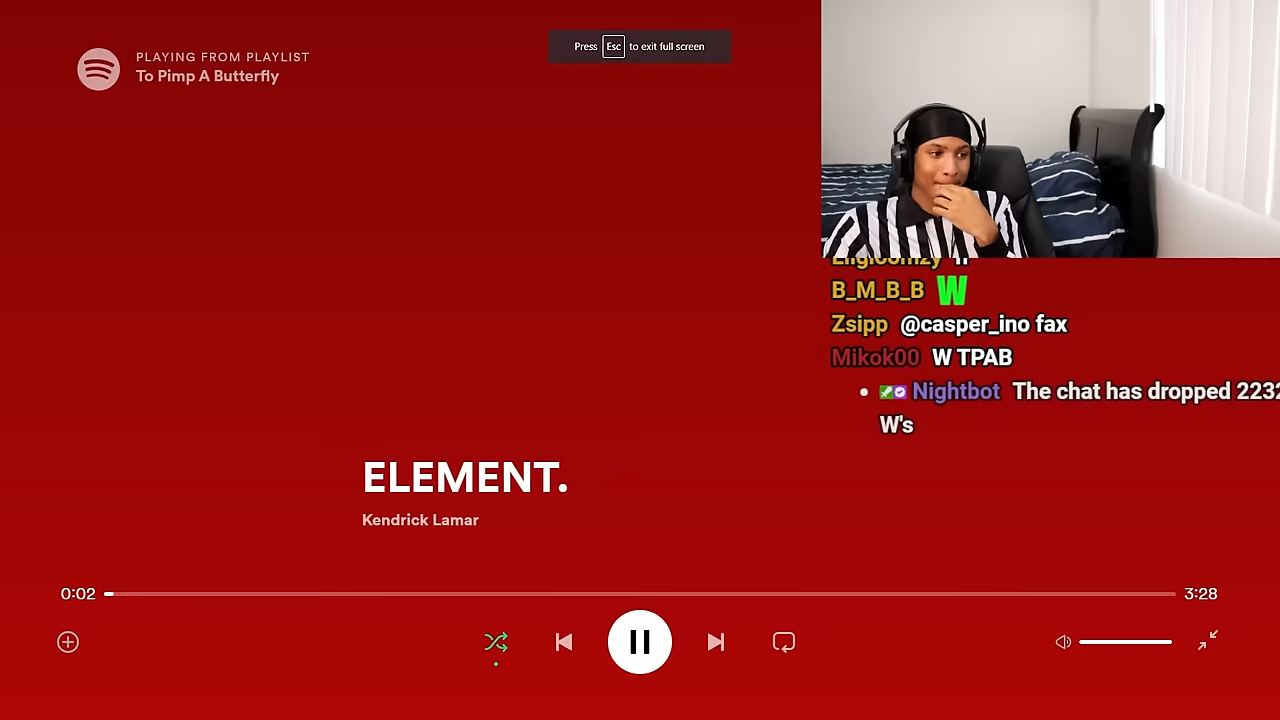 PLAYING FROM PLAYLIST
To Pimp A Butterfly
Press Esc to exit full screen
B_M_B_B W
Zsipp @casper_ino fax
Mikok00 W TPAB
Nightbot The chat has dropped 2232
W's
ELEMENT.
Kendrick Lamar
0:02
3:28